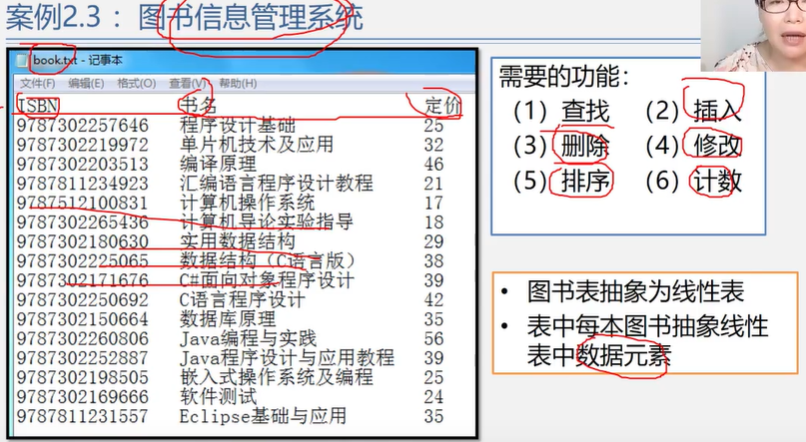 案例2.3 ：图书信息管理系统
book.txt - 记事本
文件(F) 编辑(E) 格式(O) 查看(V) 帮助(H)
ISBN 书名 定价
9787302257646 程序设计基础 25
9787302219972 单片机技术及应用 32
9787302203513 编译原理 46
9787811234923 汇编语言程序设计教程 21
9787512100831 计算机操作系统 17
9787302265436 计算机导论实验指导 18
9787302180630 实用数据结构 29
9787302225065 数据结构（C语言版） 38
9787302171676 C#面向对象程序设计 39
9787302250692 C语言程序设计 42
9787302150664 数据库原理 35
9787302260806 Java编程与实践 56
9787302252887 Java程序设计与应用教程 39
9787302198505 嵌入式操作系统及编程 25
9787302169666 软件测试 24
9787811231557 Eclipse基础与应用 35
需要的功能：
（1）查找 （2）插入
（3）删除 （4）修改
（5）排序 （6）计数
• 图书表抽象为线性表
• 表中每本图书抽象线性
表中数据元素